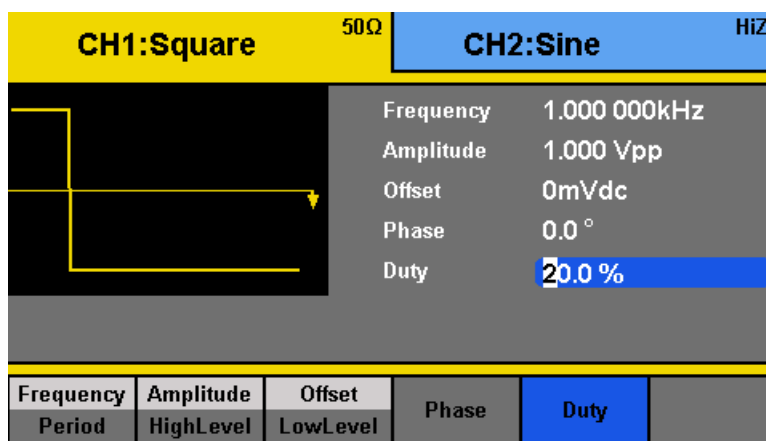 CH1:Square 50Ω CH2:Sine HiZ
Frequency 1.000 000kHz
Amplitude 1.000 Vpp
Offset 0mVdc
Phase 0.0 °
Duty 20.0 %
Frequency Amplitude Offset Phase Duty
Period HighLevel LowLevel